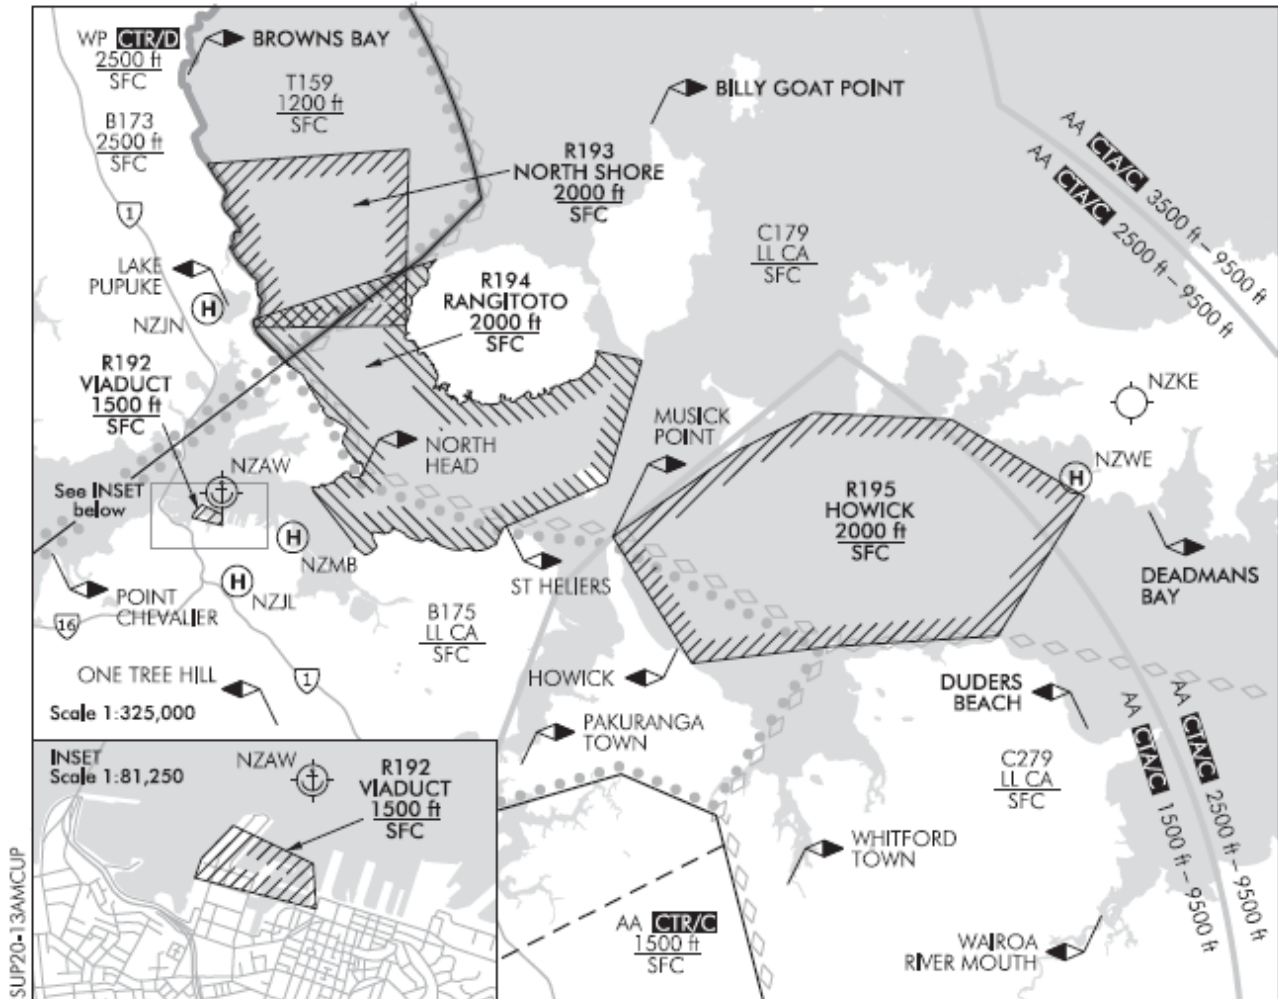 WP CTR/D
2500 ft
SFC
BROWNS BAY
T159
1200 ft
SFC
B173
2500 ft
SFC
1
BILLY GOAT POINT
R193
NORTH SHORE
2000 ft
SFC
AA CTA/C 3500 ft – 9500 ft
AA CTA/C 2500 ft – 9500 ft
C179
LL CA
SFC
LAKE
PUPUKE
H
NZJN
R194
RANGITOTO
2000 ft
SFC
R192
VIADUCT
1500 ft
SFC
NZKE
MUSICK
POINT
NORTH
HEAD
NZAW
See INSET
below
R195
HOWICK
2000 ft
SFC
H
NZWE
H
NZMB
ST HELIERS
DEADMANS
BAY
H
NZJL
POINT
CHEVALIER
16
B175
LL CA
SFC
ONE TREE HILL
1
HOWICK
DUDERS
BEACH
Scale 1:325,000
PAKURANGA
TOWN
AA CTA/C 1500 ft – 9500 ft
AA CTA/C 2500 ft – 9500 ft
C279
LL CA
SFC
INSET
Scale 1:81,250
NZAW
R192
VIADUCT
1500 ft
SFC
WHITFORD
TOWN
AA CTR/C
1500 ft
SFC
WAIROA
RIVER MOUTH
SUP20-13AMCUP